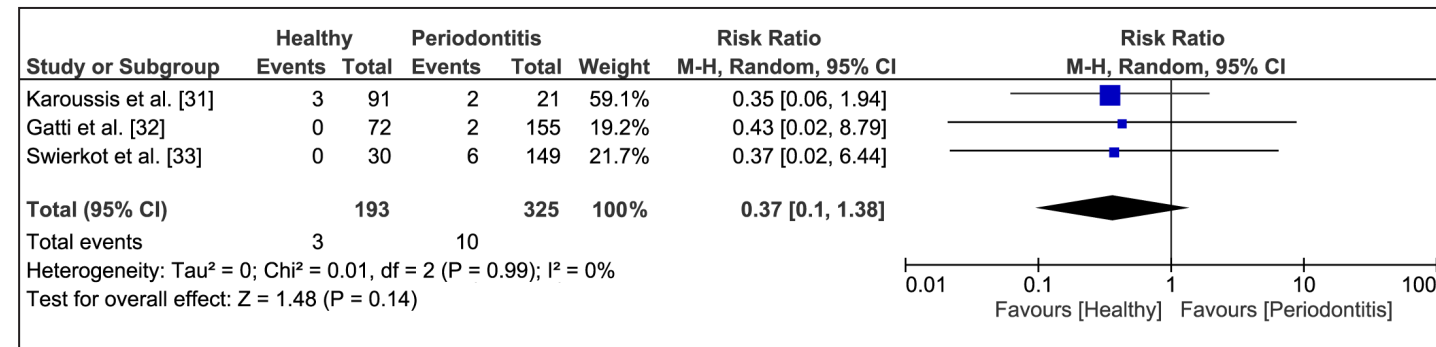 Healthy Periodontitis Risk Ratio Risk Ratio
Study or Subgroup Events Total Events Total Weight M-H, Random, 95% CI M-H, Random, 95% CI
Karoussis et al. [31] 3 91 2 21 59.1% 0.35 [0.06, 1.94]
Gatti et al. [32] 0 72 2 155 19.2% 0.43 [0.02, 8.79]
Swierkot et al. [33] 0 30 6 149 21.7% 0.37 [0.02, 6.44]
Total (95% CI) 193 325 100% 0.37 [0.1, 1.38]
Total events 3 10
Heterogeneity: Tau² = 0; Chi² = 0.01, df = 2 (P = 0.99); I² = 0%
Test for overall effect: Z = 1.48 (P = 0.14)
0.01 0.1 1 10 100
Favours [Healthy] Favours [Periodontitis]